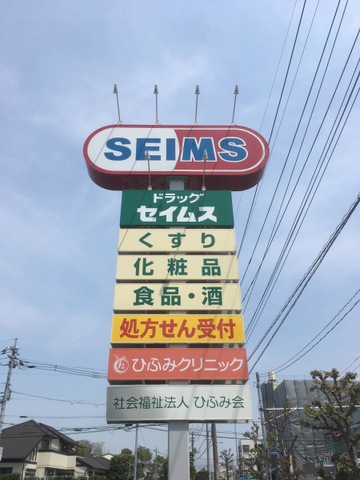 SEIMS
ドラッグ
セイムス
くすり
化粧品
食品・酒
処方せん受付
ひふみクリニック
社会福祉法人 ひふみ会